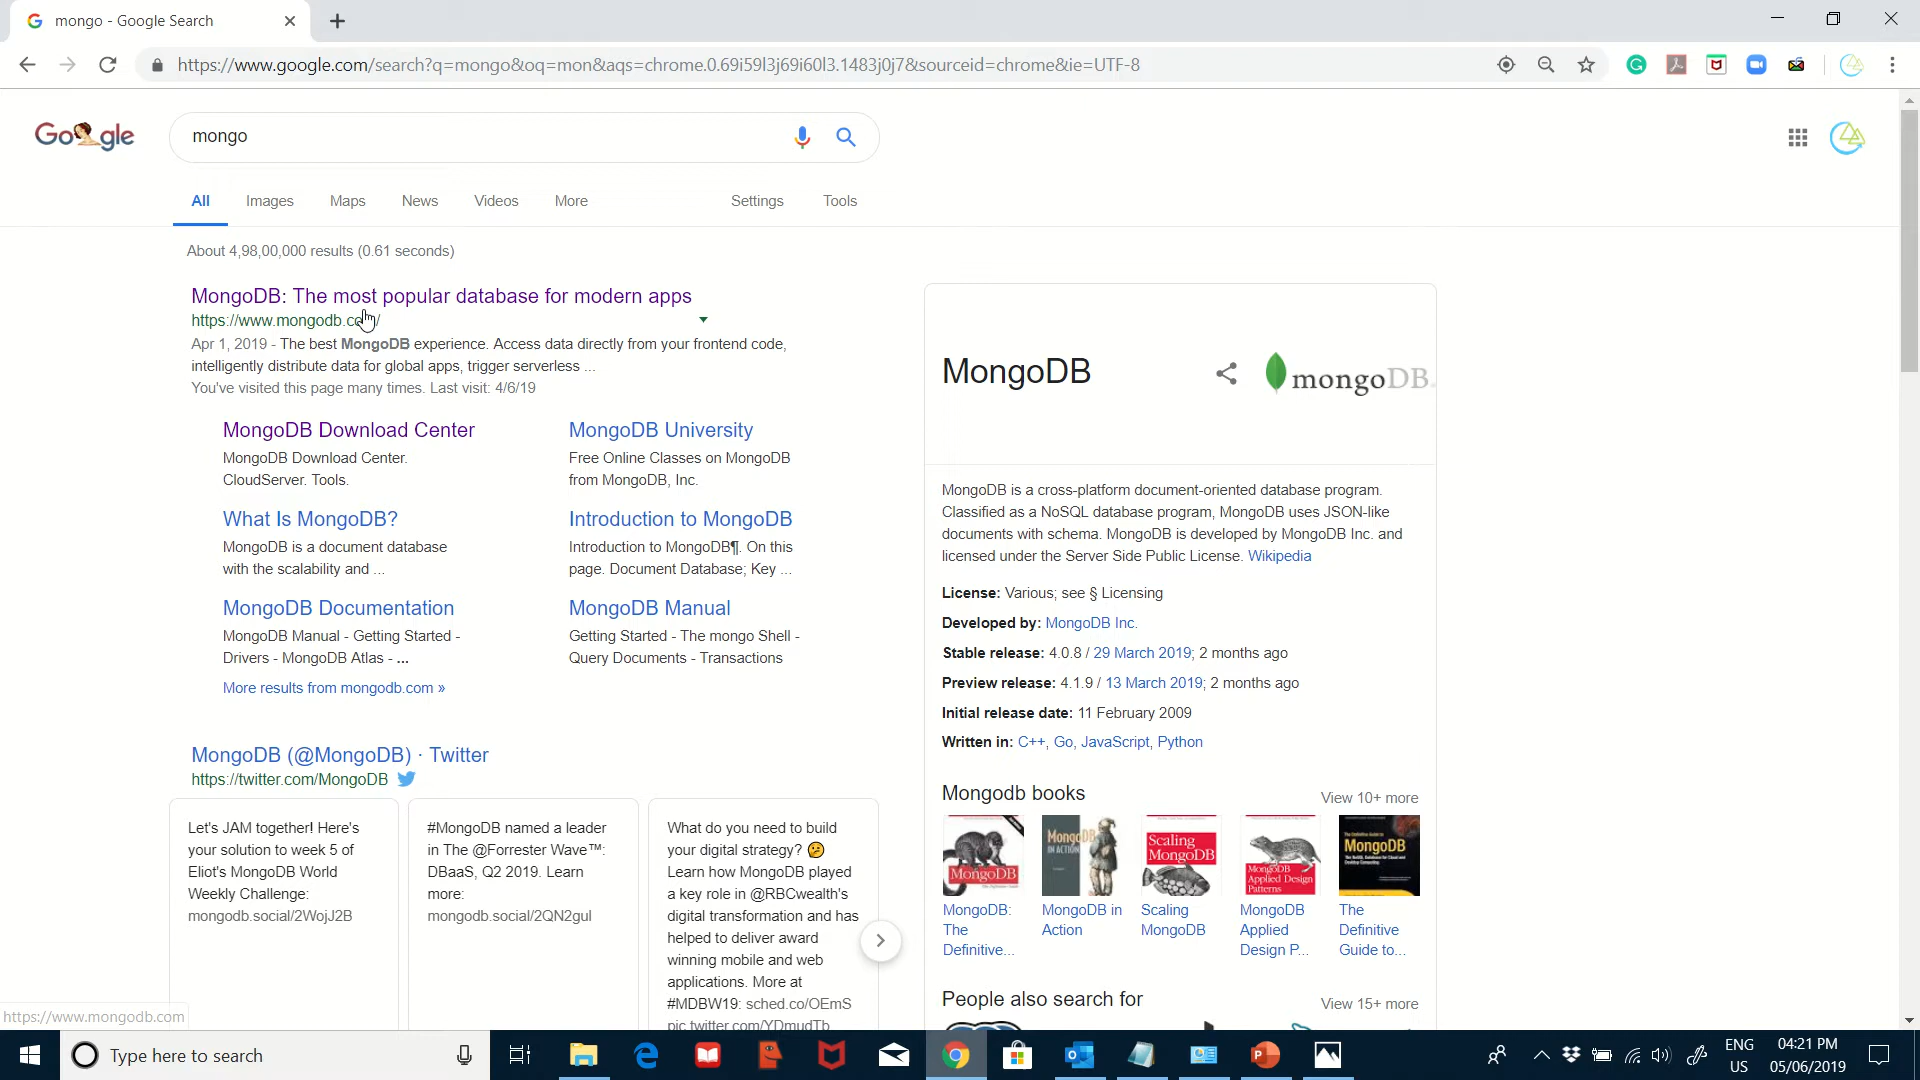 mongo - Google Search
https://www.google.com/search?q=mongo&oq=mon&aqs=chrome.0.69i59l3j69i60l3.1483j0j7&sourceid=chrome&ie=UTF-8
Google
mongo
All Images Maps News Videos More Settings Tools
About 4,98,00,000 results (0.61 seconds)
MongoDB: The most popular database for modern apps
https://www.mongodb.com/
Apr 1, 2019 - The best MongoDB experience. Access data directly from your frontend code,
intelligently distribute data for global apps, trigger serverless ...
You've visited this page many times. Last visit: 4/6/19
MongoDB Download Center
MongoDB Download Center.
CloudServer. Tools.
MongoDB University
Free Online Classes on MongoDB
from MongoDB, Inc.
What Is MongoDB?
MongoDB is a document database
with the scalability and ...
Introduction to MongoDB
Introduction to MongoDB¶. On this
page. Document Database; Key ...
MongoDB Documentation
MongoDB Manual - Getting Started -
Drivers - MongoDB Atlas - ...
MongoDB Manual
Getting Started - The mongo Shell -
Query Documents - Transactions
More results from mongodb.com »
MongoDB (@MongoDB) · Twitter
https://twitter.com/MongoDB
Let's JAM together! Here's
your solution to week 5 of
Eliot's MongoDB World
Weekly Challenge:
mongodb.social/2WojJ2B
#MongoDB named a leader
in The @Forrester Wave™:
DBaaS, Q2 2019. Learn
more:
mongodb.social/2QN2gul
What do you need to build
your digital strategy? 🤔
Learn how MongoDB played
a key role in @RBCwealth's
digital transformation and has
helped to deliver award
winning mobile and web
applications. More at
#MDBW19: sched.co/OEmS
pic.twitter.com/YDmudTb
MongoDB
mongoDB
MongoDB is a cross-platform document-oriented database program.
Classified as a NoSQL database program, MongoDB uses JSON-like
documents with schema. MongoDB is developed by MongoDB Inc. and
licensed under the Server Side Public License. Wikipedia
License: Various; see § Licensing
Developed by: MongoDB Inc.
Stable release: 4.0.8 / 29 March 2019; 2 months ago
Preview release: 4.1.9 / 13 March 2019; 2 months ago
Initial release date: 11 February 2009
Written in: C++, Go, JavaScript, Python
Mongodb books
View 10+ more
MongoDB
MongoDB
IN ACTION
Scaling
MongoDB
MongoDB
Applied Design
Patterns
MongoDB
MongoDB:
The
Definitive...
MongoDB in
Action
Scaling
MongoDB
MongoDB
Applied
Design P...
The
Definitive
Guide to...
People also search for
View 15+ more
https://www.mongodb.com
Type here to search
ENG
US
04:21 PM
05/06/2019